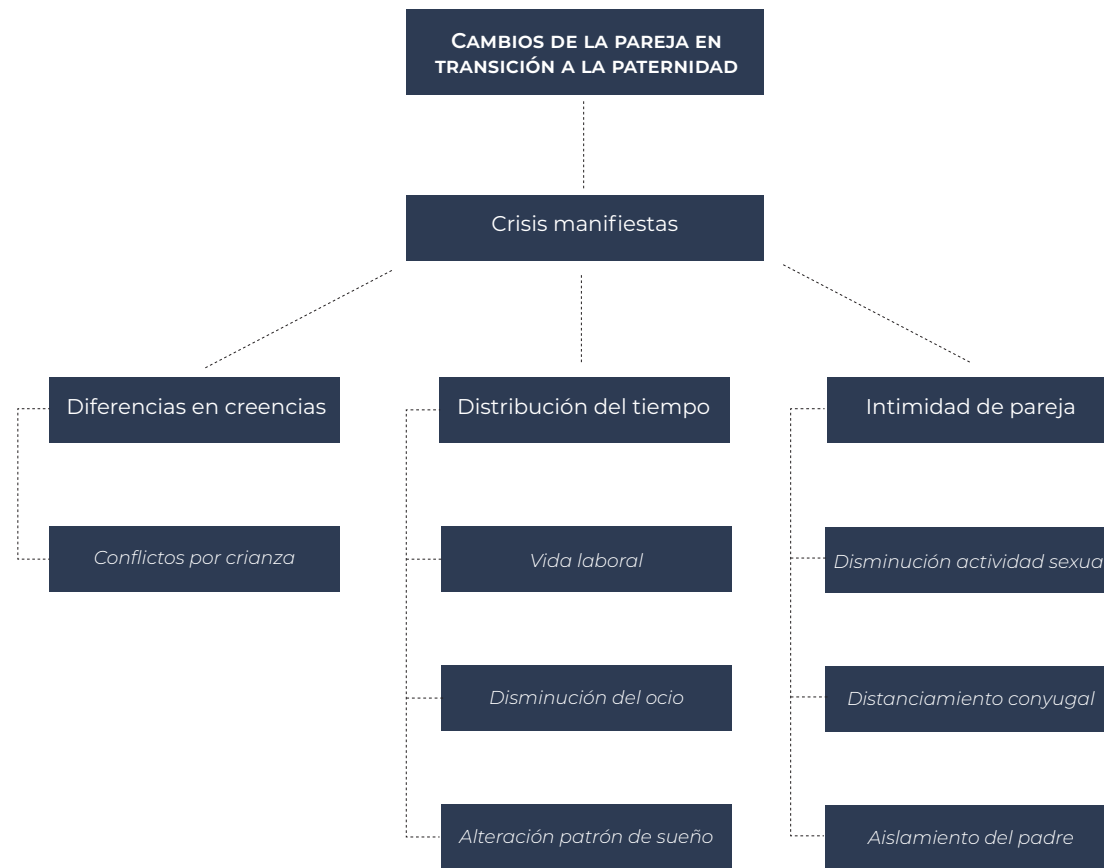 CAMBIOS DE LA PAREJA EN
TRANSICIÓN A LA PATERNIDAD
Crisis manifiestas
Diferencias en creencias
Conflictos por crianza
Distribución del tiempo
Vida laboral
Disminución del ocio
Alteración patrón de sueño
Intimidad de pareja
Disminución actividad sexua
Distanciamiento conyugal
Aislamiento del padre